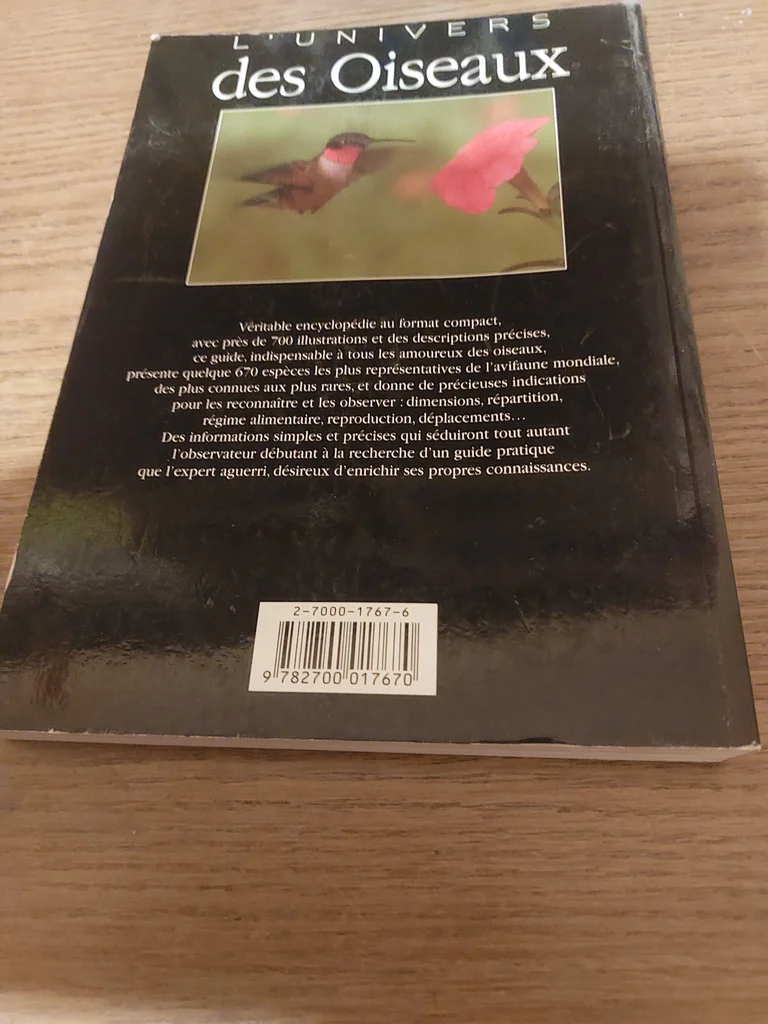 L'UNIVERS
des Oiseaux
Véritable encyclopédie au format compact,
avec près de 700 illustrations et des descriptions précises,
ce guide, indispensable à tous les amoureux des oiseaux,
présente quelque 670 espèces les plus représentatives de l'avifaune mondiale,
des plus connues aux plus rares, et donne de précieuses indications
pour les reconnaître et les observer : dimensions, répartition,
régime alimentaire, reproduction, déplacements...
Des informations simples et précises qui séduiront tout autant
l'observateur débutant à la recherche d'un guide pratique
que l'expert aguerri, désireux d'enrichir ses propres connaissances.
2-7000-1767-6
9 782700 017670